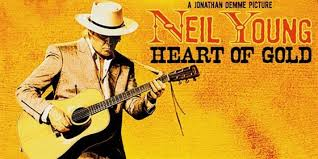 A JONATHAN DEMME PICTURE
NEIL YOUNG
HEART OF GOLD